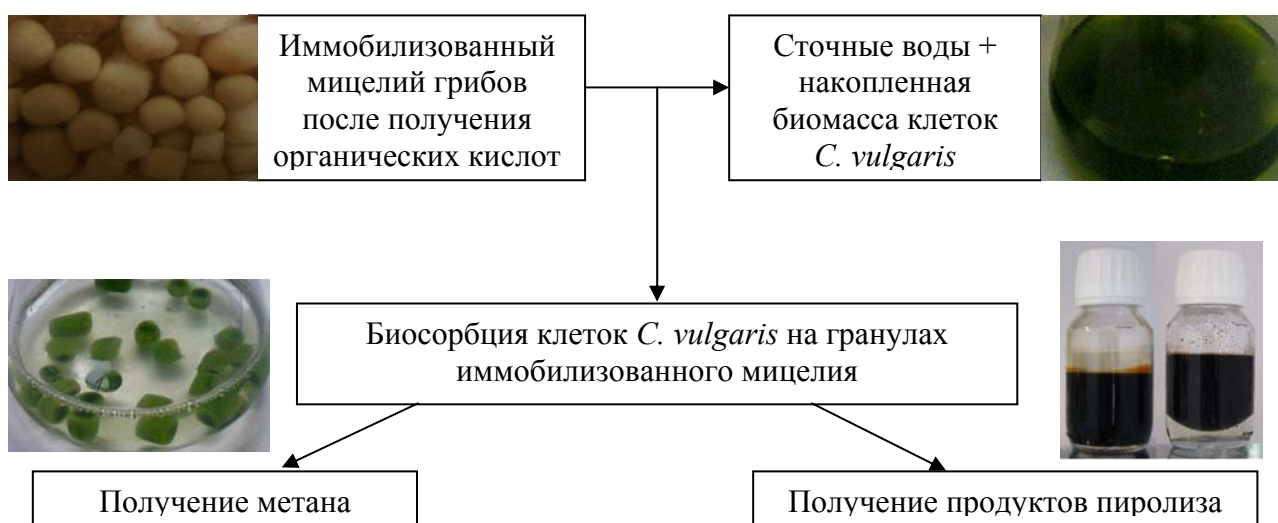 Иммобилизованный
мицелий грибов
после получения
органических кислот
Сточные воды +
накопленная
биомасса клеток
C. vulgaris
Биосорбция клеток C. vulgaris на гранулах
иммобилизованного мицелия
Получение метана
Получение продуктов пиролиза